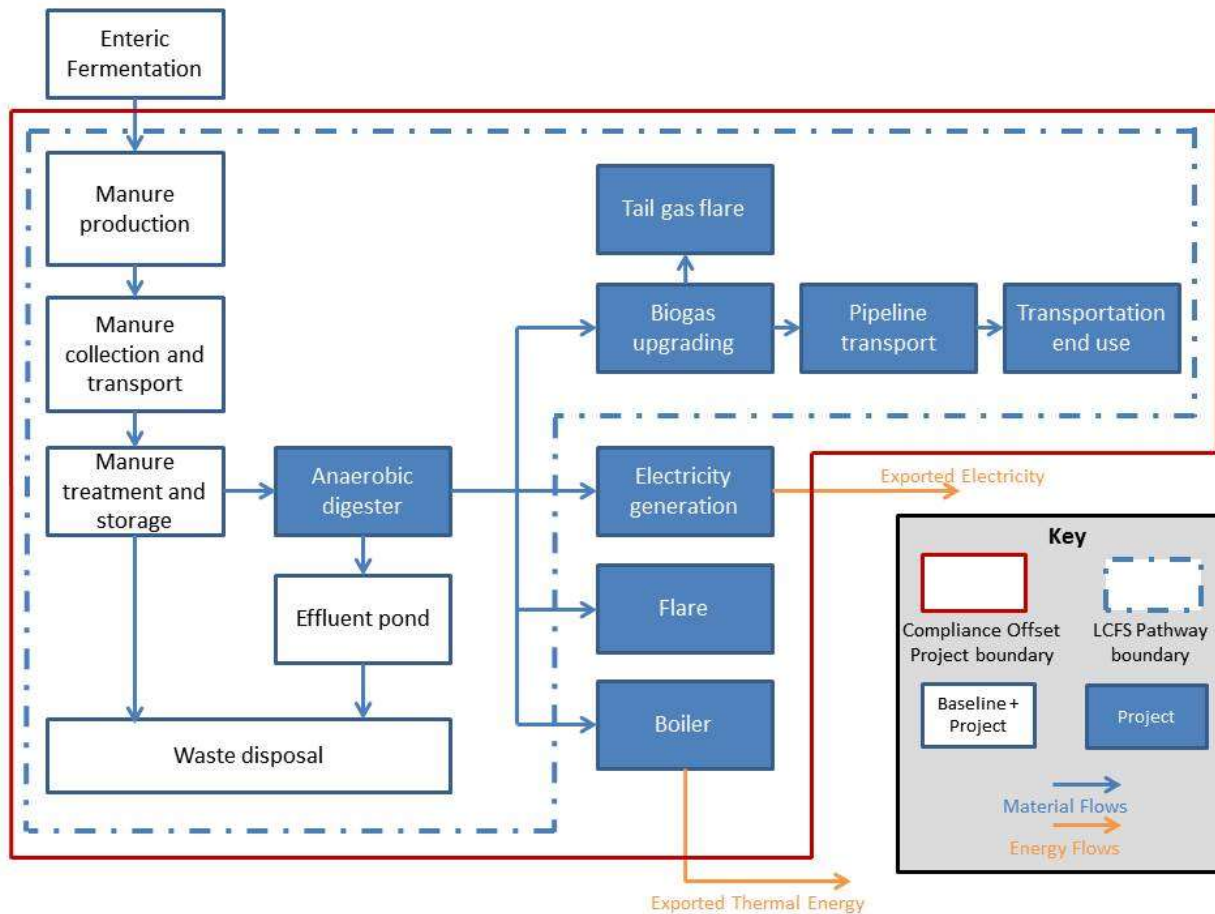 Enteric
Fermentation
Manure
production
Tail gas flare
Manure
collection and
transport
Biogas
upgrading
Pipeline
transport
Transportation
end use
Manure
treatment and
storage
Anaerobic
digester
Electricity
generation
Exported Electricity
Effluent pond
Flare
Waste disposal
Boiler
Exported Thermal Energy
Key
Compliance Offset
Project boundary
LCFS Pathway
boundary
Baseline +
Project
Project
Material Flows
Energy Flows